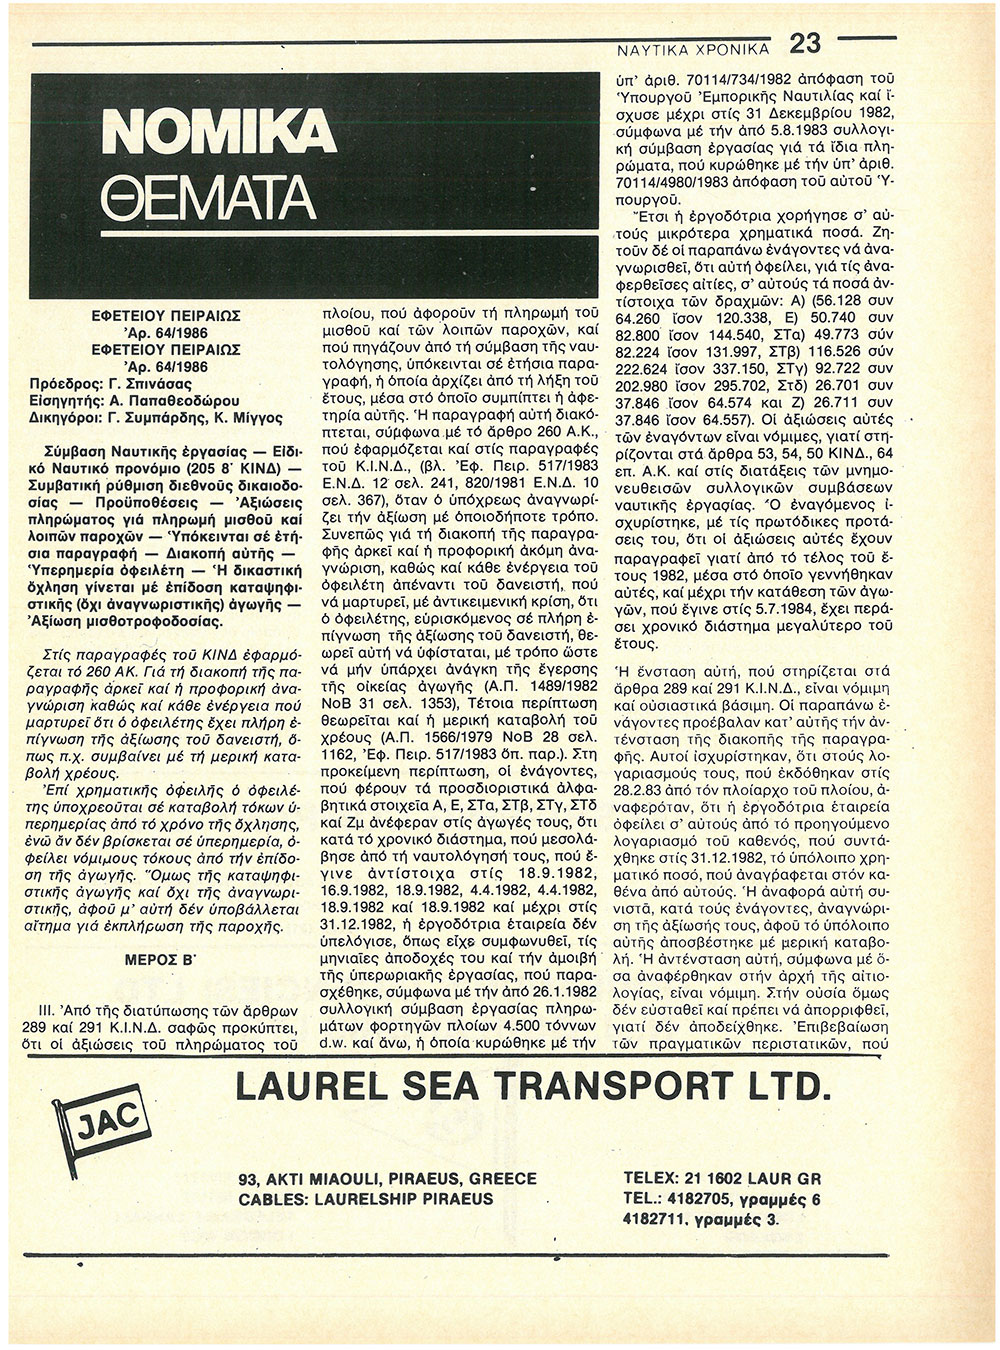 ΝΑΥΤΙΚΑ ΧΡΟΝΙΚΑ 23
ΝΟΜΙΚΑ
ΘΕΜΑΤΑ
ΕΦΕΤΕΙΟΥ ΠΕΙΡΑΙΩΣ
Ἀρ. 64/1986
ΕΦΕΤΕΙΟΥ ΠΕΙΡΑΙΩΣ
Ἀρ. 64/1986
Πρόεδρος: Γ. Σπινάσας
Εἰσηγητής: Α. Παπαθεοδώρου
Δικηγόροι: Γ. Συμπάρδης, Κ. Μίγγος
Σύμβαση Ναυτικῆς ἐργασίας — Εἰδι-
κό Ναυτικό προνόμιο (205 8΄ ΚΙΝΔ) —
Συμβατική ρύθμιση διεθνοῦς δικαιοδο-
σίας — Προϋποθέσεις — Ἀξιώσεις
πληρώματος γιά πληρωμή μισθοῦ καί
λοιπῶν παροχῶν — Ὑπόκεινται σέ ἐτή-
σια παραγραφή — Διακοπή αὐτῆς —
Ὑπερημερία ὀφειλέτη — Ἡ δικαστική
ὄχληση γίνεται μέ ἐπίδοση καταψηφι-
στικῆς (ὄχι ἀναγνωριστικῆς) ἀγωγῆς —
Ἀξίωση μισθοτροφοδοσίας.
Στίς παραγραφές τοῦ ΚΙΝΔ ἐφαρμό-
ζεται τό 260 ΑΚ. Γιά τή διακοπή τῆς πα-
ραγραφῆς ἀρκεῖ καί ἡ προφορική ἀνα-
γνώριση καθώς καί κάθε ἐνέργεια πού
μαρτυρεῖ ὅτι ὁ ὀφειλέτης ἔχει πλήρη ἐ-
πίγνωση τῆς ἀξίωσης τοῦ δανειστῆ, ὅ-
πως π.χ. συμβαίνει μέ τή μερική κατα-
βολή χρέους.
Ἐπί χρηματικῆς ὀφειλῆς ὁ ὀφειλέ-
της ὑποχρεοῦται σέ καταβολή τόκων ὑ-
περημερίας ἀπό τό χρόνο τῆς ὄχλησης,
ἐνῶ ἄν δέν βρίσκεται σέ ὑπερημερία, ὀ-
φείλει νόμιμους τόκους ἀπό τήν ἐπίδο-
ση τῆς ἀγωγῆς. Ὅμως τῆς καταψηφι-
στικῆς ἀγωγῆς καί ὄχι τῆς ἀναγνωρι-
στικῆς, ἀφοῦ μ' αὐτή δέν ὑποβάλλεται
αἴτημα γιά ἐκπλήρωση τῆς παροχῆς.
ΜΕΡΟΣ Β΄
III. Ἀπό τῆς διατύπωσης τῶν ἄρθρων
289 καί 291 Κ.Ι.Ν.Δ. σαφῶς προκύπτει,
ὅτι οἱ ἀξιώσεις τοῦ πληρώματος τοῦ
πλοίου, πού ἀφοροῦν τή πληρωμή τοῦ
μισθοῦ καί τῶν λοιπῶν παροχῶν, καί
πού πηγάζουν ἀπό τή σύμβαση τῆς ναυ-
τολόγησης, ὑπόκεινται σέ ἐτήσια παρα-
γραφή, ἡ ὁποία ἀρχίζει ἀπό τή λήξη τοῦ
ἔτους, μέσα στό ὁποῖο συμπίπτει ἡ ἀφε-
τηρία αὐτῆς. Ἡ παραγραφή αὐτή διακό-
πτεται, σύμφωνα μέ τό ἄρθρο 260 Α.Κ.,
πού ἐφαρμόζεται καί στίς παραγραφές
τοῦ Κ.Ι.Ν.Δ., (βλ. Ἐφ. Πειρ. 517/1983
Ε.Ν.Δ. 12 σελ. 241, 820/1981 Ε.Ν.Δ. 10
σελ. 367), ὅταν ὁ ὑπόχρεως ἀναγνωρί-
ζει τήν ἀξίωση μέ ὁποιοδήποτε τρόπο.
Συνεπῶς γιά τή διακοπή τῆς παραγρα-
φῆς ἀρκεῖ καί ἡ προφορική ἀκόμη ἀνα-
γνώριση, καθώς καί κάθε ἐνέργεια τοῦ
ὀφειλέτη ἀπέναντι τοῦ δανειστῆ, πού
νά μαρτυρεῖ, μέ ἀντικειμενική κρίση, ὅτι
ὁ ὀφειλέτης, εὑρισκόμενος σέ πλήρη ἐ-
πίγνωση τῆς ἀξίωσης τοῦ δανειστῆ, θε-
ωρεῖ αὐτή νά ὑφίσταται, μέ τρόπο ὥστε
νά μήν ὑπάρχει ἀνάγκη τῆς ἔγερσης
τῆς οἰκείας ἀγωγῆς (Α.Π. 1489/1982
ΝοΒ 31 σελ. 1353), Τέτοια περίπτωση
θεωρεῖται καί ἡ μερική καταβολή τοῦ
χρέους (Α.Π. 1566/1979 ΝοΒ 28 σελ.
1162, Ἐφ. Πειρ. 517/1983 ὅπ. παρ.). Στη
προκείμενη περίπτωση, οἱ ἐνάγοντες,
πού φέρουν τά προσδιοριστικά ἀλφα-
βητικά στοιχεῖα Α, Ε, ΣΤα, ΣΤβ, ΣΤγ, ΣΤδ
καί Ζμ ἀνέφεραν στίς ἀγωγές τους, ὅτι
κατά τό χρονικό διάστημα, πού μεσολά-
βησε ἀπό τή ναυτολόγησή τους, πού ἔ-
γινε ἀντίστοιχα στίς 18.9.1982,
16.9.1982, 18.9.1982, 4.4.1982, 4.4.1982,
18.9.1982 καί 18.9.1982 καί μέχρι στίς
31.12.1982, ἡ ἐργοδότρια ἑταιρεία δέν
ὑπελόγισε, ὅπως εἶχε συμφωνυθεῖ, τίς
μηνιαῖες ἀποδοχές του καί τήν ἀμοιβή
τῆς ὑπερωριακῆς ἐργασίας, πού παρα-
σχέθηκε, σύμφωνα μέ τήν ἀπό 26.1.1982
συλλογική σύμβαση ἐργασίας πληρω-
μάτων φορτηγῶν πλοίων 4.500 τόννων
d.w. καί ἄνω, ἡ ὁποία κυρώθηκε μέ τήν
ὑπ' ἀριθ. 70114/734/1982 ἀπόφαση τοῦ
Ὑπουργοῦ Ἐμπορικῆς Ναυτιλίας καί ἴ-
σχυσε μέχρι στίς 31 Δεκεμβρίου 1982,
σύμφωνα μέ τήν ἀπό 5.8.1983 συλλογι-
κή σύμβαση ἐργασίας γιά τά ἴδια πλη-
ρώματα, πού κυρώθηκε μέ τήν ὑπ' ἀριθ.
70114/4980/1983 ἀπόφαση τοῦ αὐτοῦ Ὑ-
πουργοῦ.
Ἔτσι ἡ ἐργοδότρια χορήγησε σ' αὐ-
τούς μικρότερα χρηματικά ποσά. Ζη-
τοῦν δέ οἱ παραπάνω ἐνάγοντες νά ἀνα-
γνωρισθεῖ, ὅτι αὐτή ὀφείλει, γιά τίς ἀνα-
φερθεῖσες αἰτίες, σ' αὐτούς τά ποσά ἀν-
τίστοιχα τῶν δραχμῶν: Α) (56.128 συν
64.260 ἴσον 120.338, Ε) 50.740 συν
82.800 ἴσον 144.540, ΣΤα) 49.773 σύν
82.224 ἴσον 131.997, ΣΤβ) 116.526 σύν
222.624 ἴσον 337.150, ΣΤγ) 92.722 συν
202.980 ἴσον 295.702, Στδ) 26.701 συν
37.846 ἴσον 64.574 και Ζ) 26.711 συν
37.846 ἴσον 64.557). Οἱ ἀξιώσεις αὐτές
τῶν ἐναγόντων εἶναι νόμιμες, γιατί στη-
ρίζονται στά ἄρθρα 53, 54, 50 ΚΙΝΔ., 64
επ. Α.Κ. καί στίς διατάξεις τῶν μνημο-
νευθεισῶν συλλογικῶν συμβάσεων
ναυτικῆς ἐργασίας. Ὁ ἐναγόμενος ἰ-
σχυρίστηκε, μέ τίς πρωτόδικες προτά-
σεις του, ὅτι οἱ ἀξιώσεις αὐτές ἔχουν
παραγραφεῖ γιατί ἀπό τό τέλος τοῦ ἔ-
τους 1982, μέσα στό ὁποῖο γεννήθηκαν
αὐτές, καί μέχρι τήν κατάθεση τῶν ἀγω-
γῶν, πού ἔγινε στίς 5.7.1984, ἔχει περά-
σει χρονικό διάστημα μεγαλύτερο τοῦ
ἔτους.
Ἡ ἔνσταση αὐτή, πού στηρίζεται στά
ἄρθρα 289 καί 291 Κ.Ι.Ν.Δ., εἶναι νόμιμη
καί οὐσιαστικά βάσιμη. Οἱ παραπάνω ἐ-
νάγοντες προέβαλαν κατ' αὐτῆς τήν ἀν-
τένσταση τῆς διακοπῆς τῆς παραγρα-
φῆς. Αὐτοί ἰσχυρίστηκαν, ὅτι στούς λο-
γαριασμούς τους, πού ἐκδόθηκαν στίς
28.2.83 ἀπό τόν πλοίαρχο τοῦ πλοίου, ἀ-
ναφερόταν, ὅτι ἡ ἐργοδότρια ἑταιρεία
ὀφείλει σ' αὐτούς ἀπό τό προηγούμενο
λογαριασμό τοῦ καθενός, πού συντά-
χθηκε στίς 31.12.1982, τό ὑπόλοιπο χρη-
ματικό ποσό, πού ἀναγράφεται στόν κα-
θένα ἀπό αὐτούς. Ἡ ἀναφορά αὐτή συ-
νιστᾶ, κατά τούς ἐνάγοντες, ἀναγνώρι-
ση τῆς ἀξίωσής τους, ἀφοῦ τό ὑπόλοιπο
αὐτῆς ἀποσβέστηκε μέ μερική καταβο-
λή. Ἡ ἀντένσταση αὐτή, σύμφωνα μέ ὅ-
σα ἀναφέρθηκαν στήν ἀρχή τῆς αἰτιο-
λογίας, εἶναι νόμιμη. Στήν οὐσία ὅμως
δέν εὐσταθεῖ καί πρέπει νά ἀπορριφθεῖ,
γιατί δέν ἀποδείχθηκε. Ἐπιβεβαίωση
τῶν πραγματικῶν περιστατικῶν, πού
JAC
LAUREL SEA TRANSPORT LTD.
93, AKTI MIAOULI, PIRAEUS, GREECE
CABLES: LAURELSHIP PIRAEUS
TELEX: 21 1602 LAUR GR
TEL.: 4182705, γραμμές 6
4182711, γραμμές 3.